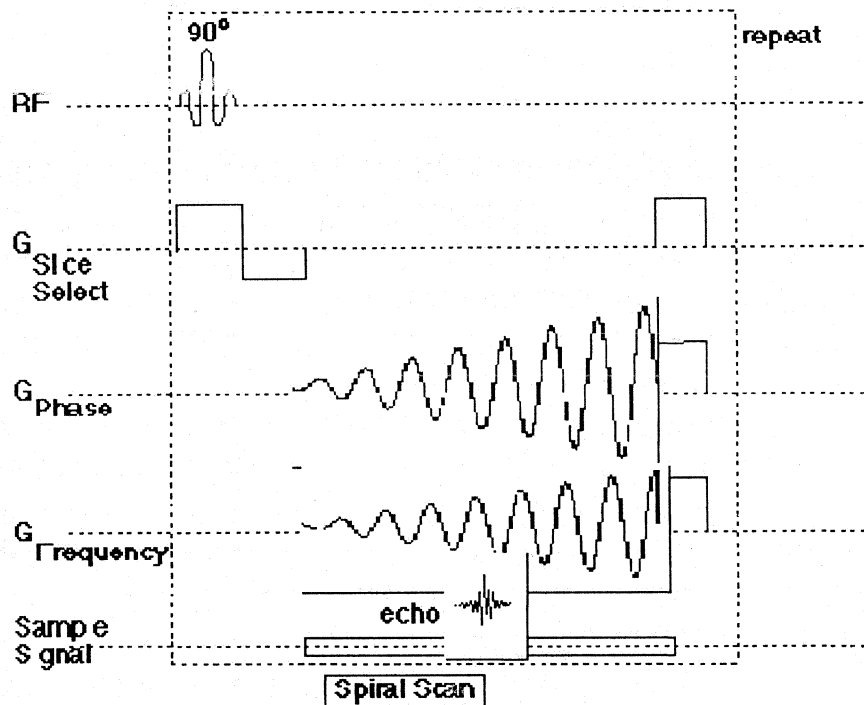 90°
repeat
RF
G Slice
Select
G Phase
G Frequency
echo
Sample
Signal
Spiral Scan